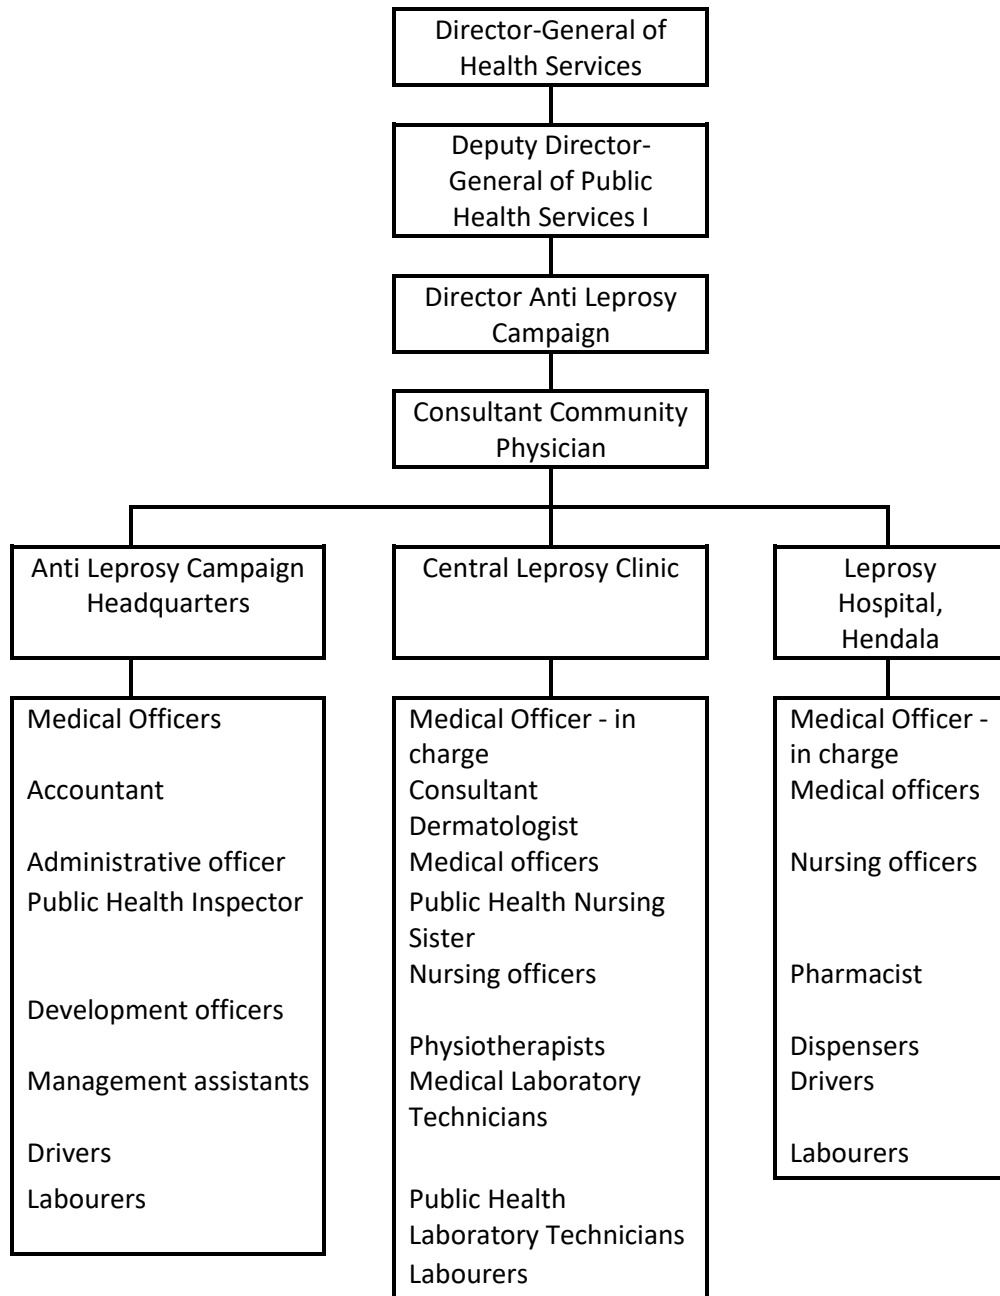 Director-General of
Health Services
Deputy Director-
General of Public
Health Services I
Director Anti Leprosy
Campaign
Consultant Community
Physician
Anti Leprosy Campaign
Headquarters
Central Leprosy Clinic
Leprosy
Hospital,
Hendala
Medical Officers
Accountant
Administrative officer
Public Health Inspector
Development officers
Management assistants
Drivers
Labourers
Medical Officer - in
charge
Consultant
Dermatologist
Medical officers
Public Health Nursing
Sister
Nursing officers
Physiotherapists
Medical Laboratory
Technicians
Public Health
Laboratory Technicians
Labourers
Medical Officer -
in charge
Medical officers
Nursing officers
Pharmacist
Dispensers
Drivers
Labourers